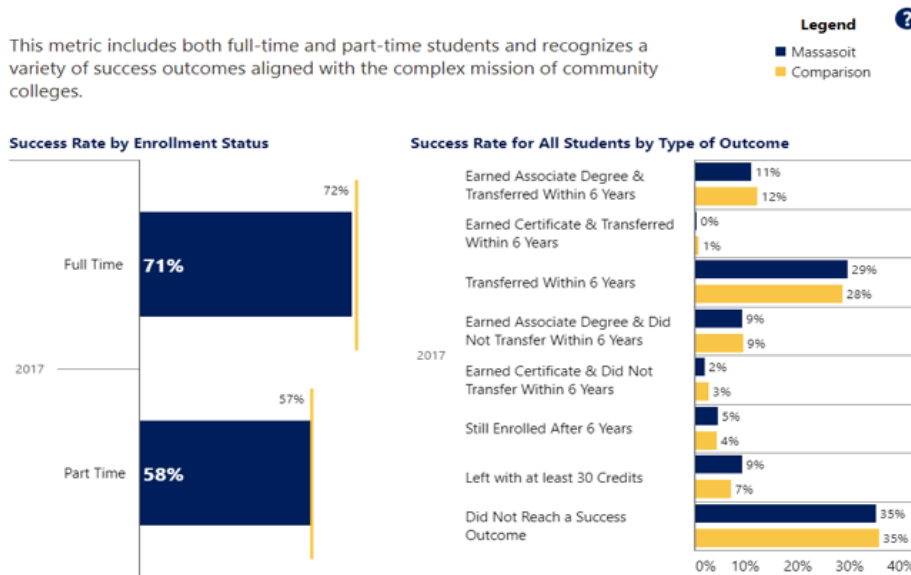 Legend
?
This metric includes both full-time and part-time students and recognizes a
variety of success outcomes aligned with the complex mission of community
colleges.
Massasoit
Comparison
Success Rate by Enrollment Status
72%
Full Time
71%
2017
57%
Part Time
58%
Success Rate for All Students by Type of Outcome
2017
Earned Associate Degree &
Transferred Within 6 Years
11%
12%
Earned Certificate & Transferred
Within 6 Years
0%
1%
Transferred Within 6 Years
29%
28%
Earned Associate Degree & Did
Not Transfer Within 6 Years
9%
9%
Earned Certificate & Did Not
Transfer Within 6 Years
2%
3%
Still Enrolled After 6 Years
5%
4%
Left with at least 30 Credits
9%
7%
Did Not Reach a Success
Outcome
35%
35%
0% 10% 20% 30% 40%